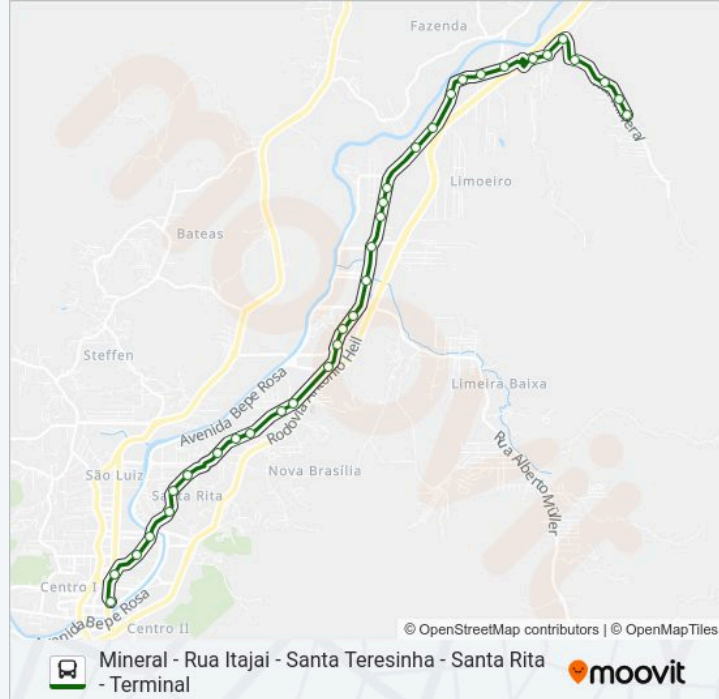 Fazenda
Mineral
Limoeiro
Bateas
Steffen
Avenida Bepe Rosa
Rodovia Antônio Heil
Limeira Baixa
São Luiz
Nova Brasília
Rua Alberto Müller
Santa Rita
Centro I
Avenida Bepe Rosa
Centro II
moovit
© OpenStreetMap contributors | © OpenMapTiles
Mineral - Rua Itajai - Santa Teresinha - Santa Rita
- Terminal
moovit